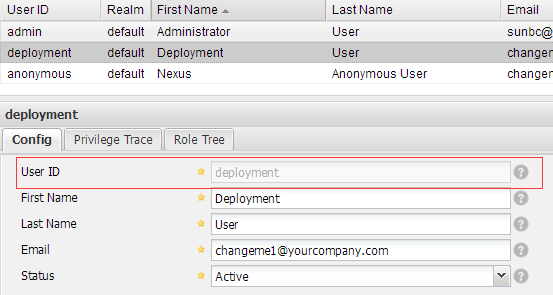 User ID Realm First Name Last Name Email
admin default Administrator User sunbc@
deployment default Deployment User changem
anonymous default Nexus Anonymous User changem
deployment
Config Privilege Trace Role Tree
User ID deployment
First Name Deployment
Last Name User
Email changeme1@yourcompany.com
Status Active